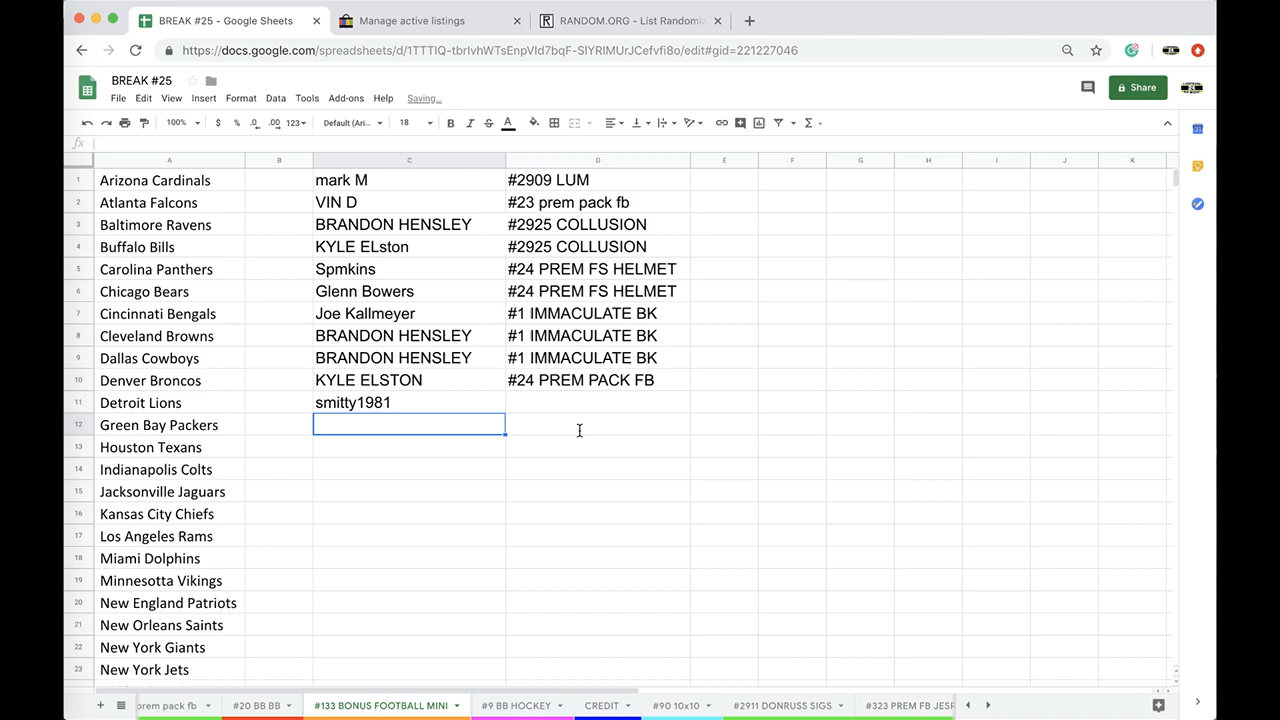 BREAK #25 - Google Sheets
Manage active listings
RANDOM.ORG - List Randomiz
https://docs.google.com/spreadsheets/d/1TTTIQ-tbrIvhWTsEnpVId7bqF-SIYRIMUrJCefvfi8o/edit#gid=221227046
BREAK #25
File Edit View Insert Format Data Tools Add-ons Help Saving...
Share
100% $ % .0 .00 123 Default (Ari... 18 B I S A
fx
A B C D E F G H I J K
1 Arizona Cardinals mark M #2909 LUM
2 Atlanta Falcons VIN D #23 prem pack fb
3 Baltimore Ravens BRANDON HENSLEY #2925 COLLUSION
4 Buffalo Bills KYLE ELston #2925 COLLUSION
5 Carolina Panthers Spmkins #24 PREM FS HELMET
6 Chicago Bears Glenn Bowers #24 PREM FS HELMET
7 Cincinnati Bengals Joe Kallmeyer #1 IMMACULATE BK
8 Cleveland Browns BRANDON HENSLEY #1 IMMACULATE BK
9 Dallas Cowboys BRANDON HENSLEY #1 IMMACULATE BK
10 Denver Broncos KYLE ELSTON #24 PREM PACK FB
11 Detroit Lions smitty1981
12 Green Bay Packers
13 Houston Texans
14 Indianapolis Colts
15 Jacksonville Jaguars
16 Kansas City Chiefs
17 Los Angeles Rams
18 Miami Dolphins
19 Minnesota Vikings
20 New England Patriots
21 New Orleans Saints
22 New York Giants
23 New York Jets
prem pack fb #20 BB BB #133 BONUS FOOTBALL MINI #9 BB HOCKEY CREDIT #90 10x10 #2911 DONRUSS SIGS #323 PREM FB JESF